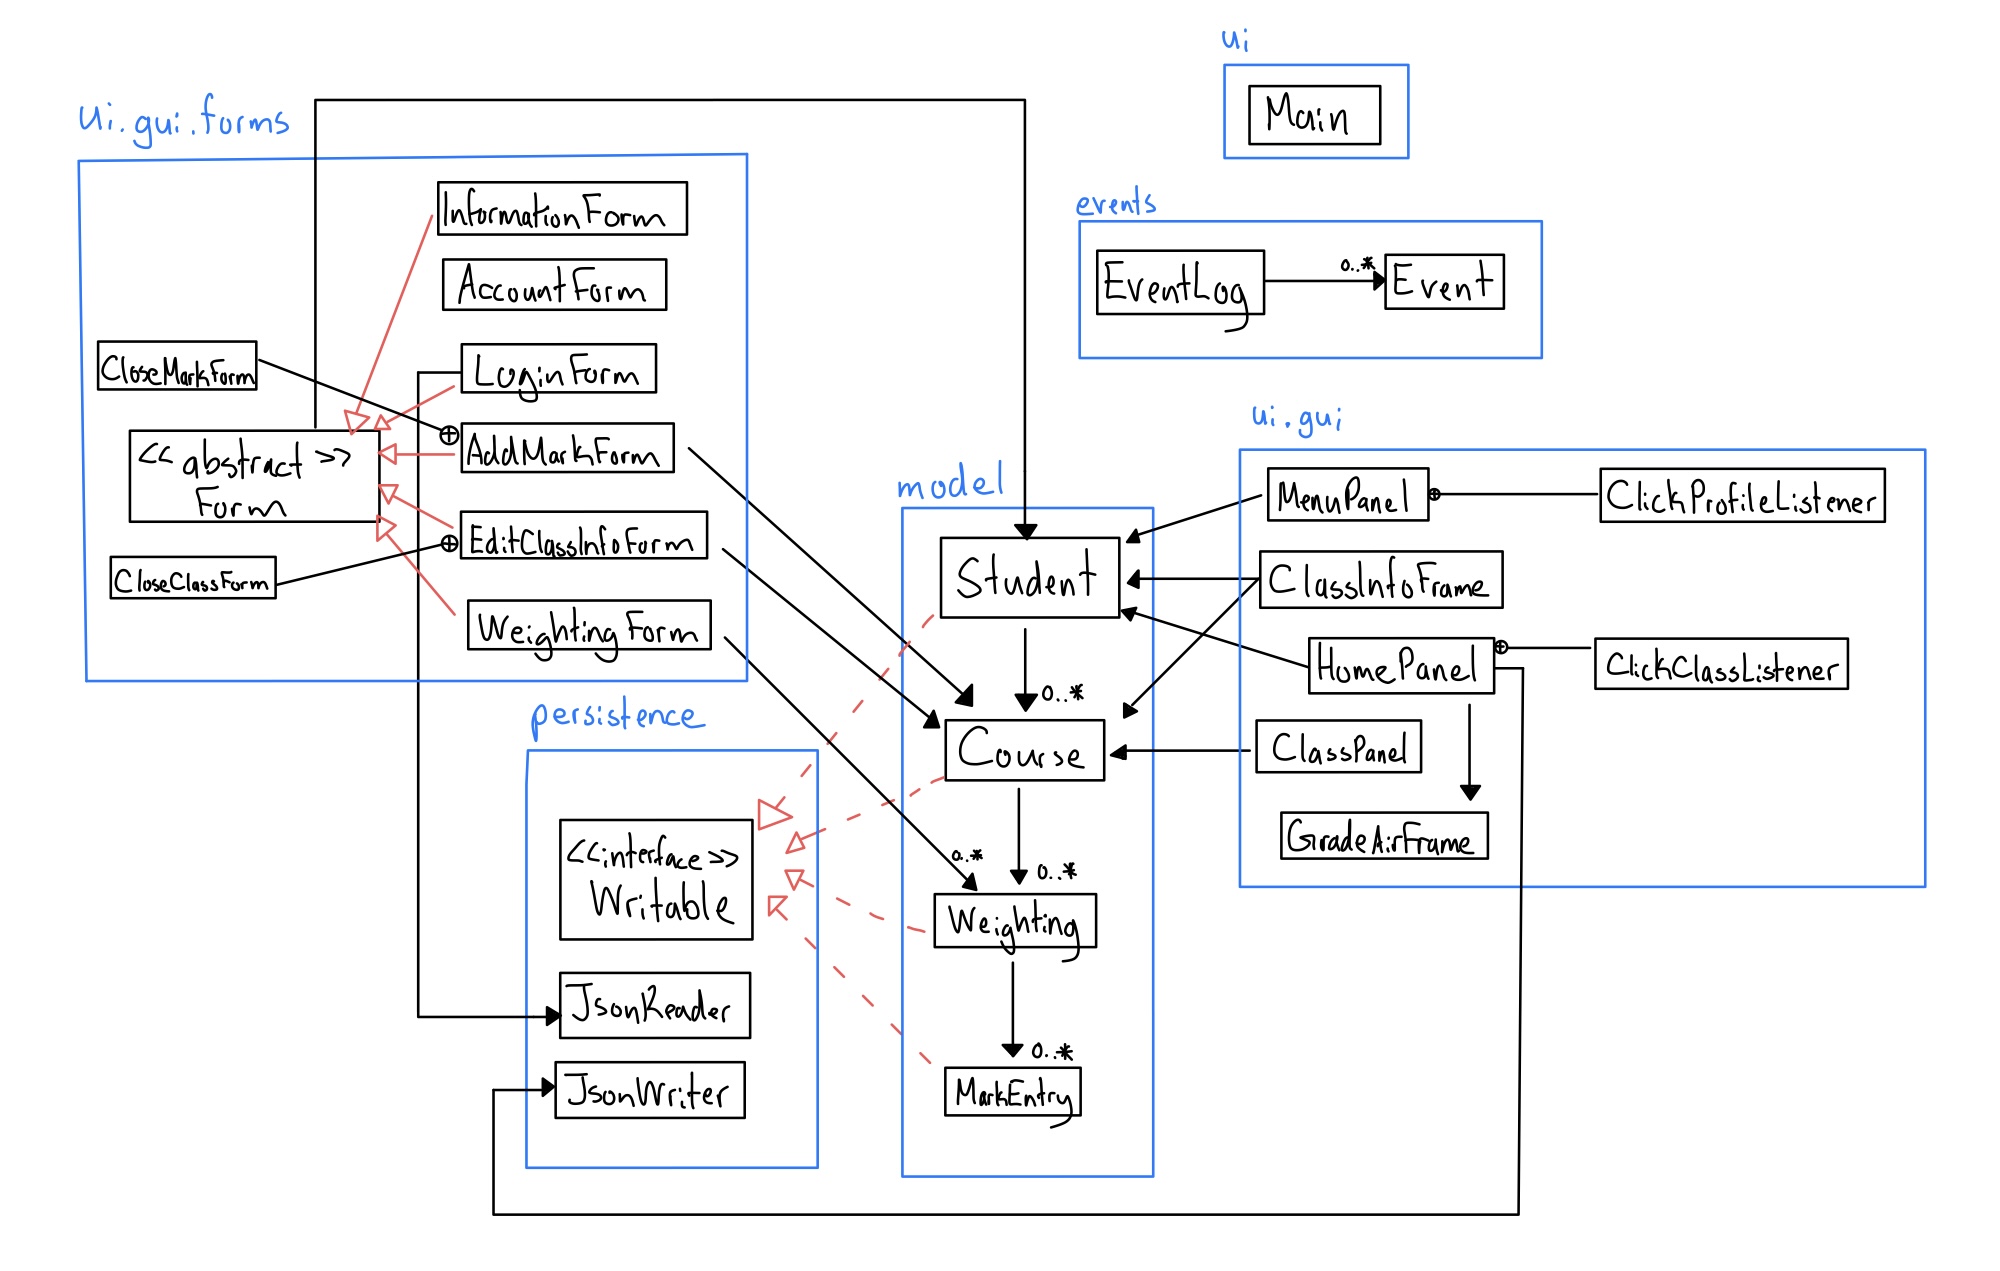 ui
Main
ui.gui.forms
InformationForm
AccountForm
CloseMarkForm
LoginForm
<< abstract >>
Form
AddMarkForm
EditClassInfoForm
CloseClassForm
WeightingForm
events
EventLog
0..*
Event
ui.gui
MenuPanel
ClickProfileListener
ClassInfoFrame
HomePanel
ClickClassListener
ClassPanel
GradeAirFrame
model
Student
0..*
Course
0..*
0..*
Weighting
0..*
MarkEntry
persistence
<<interface>>
Writable
JsonReader
JsonWriter